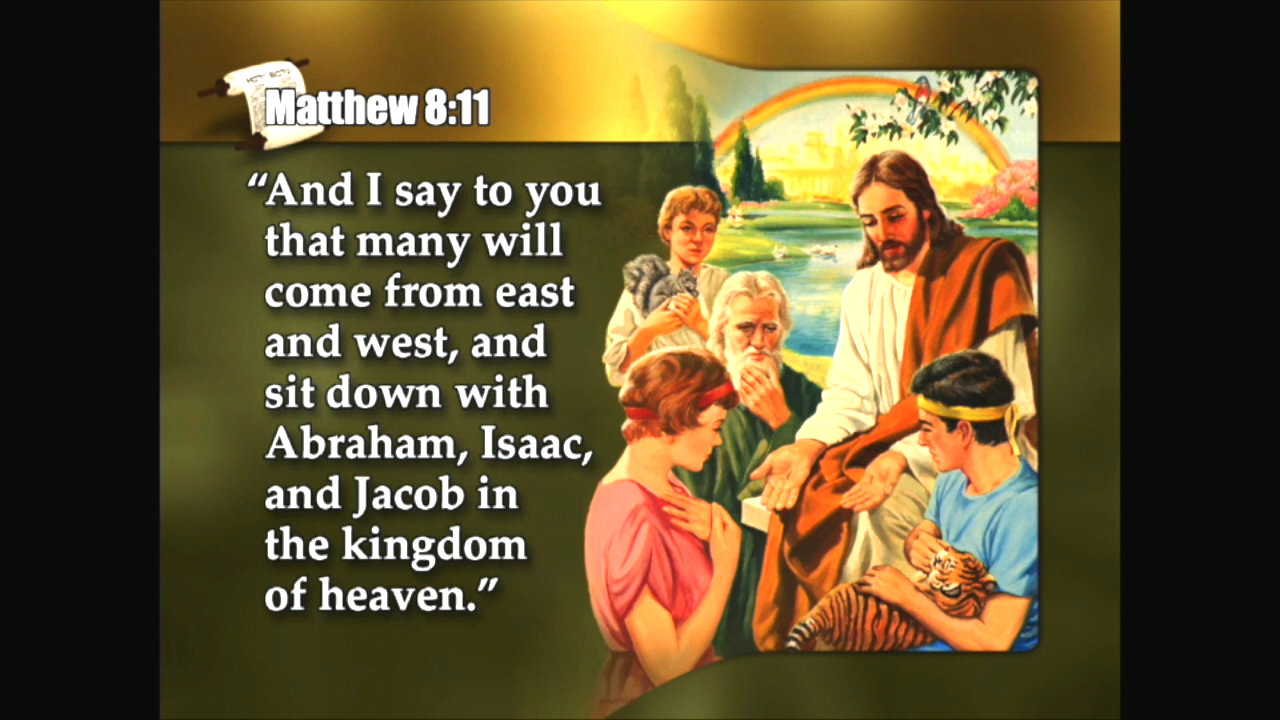 Matthew 8:11
“And I say to you
that many will
come from east
and west, and
sit down with
Abraham, Isaac,
and Jacob in
the kingdom
of heaven.”